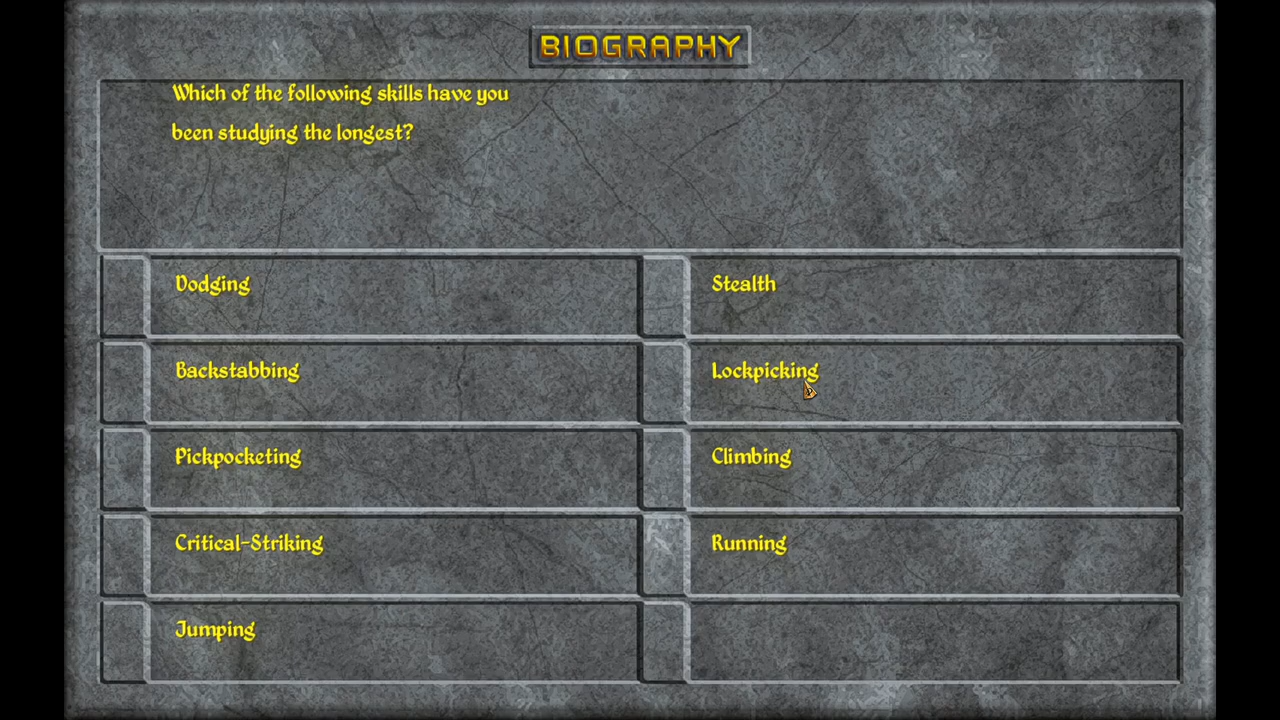 BIOGRAPHY
Which of the following skills have you
been studying the longest?
Dodging
Stealth
Backstabbing
Lockpicking
Pickpocketing
Climbing
Critical-Striking
Running
Jumping